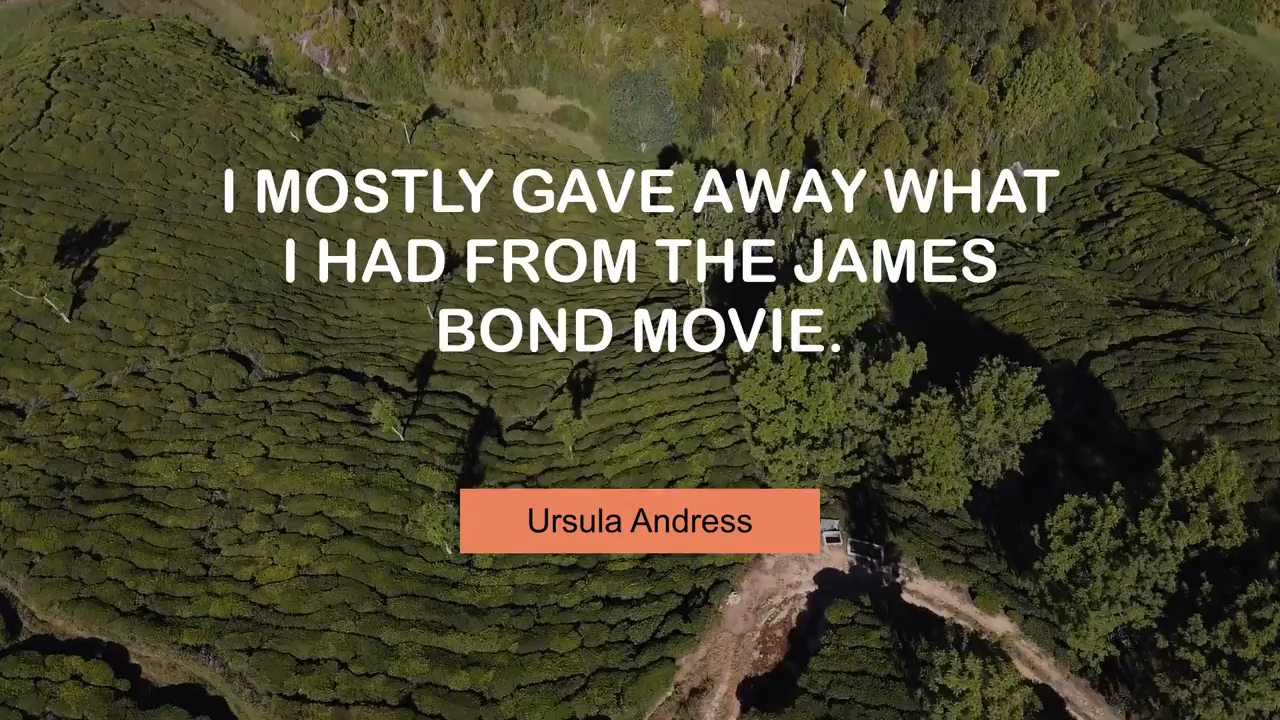 I MOSTLY GAVE AWAY WHAT
I HAD FROM THE JAMES
BOND MOVIE.
Ursula Andress